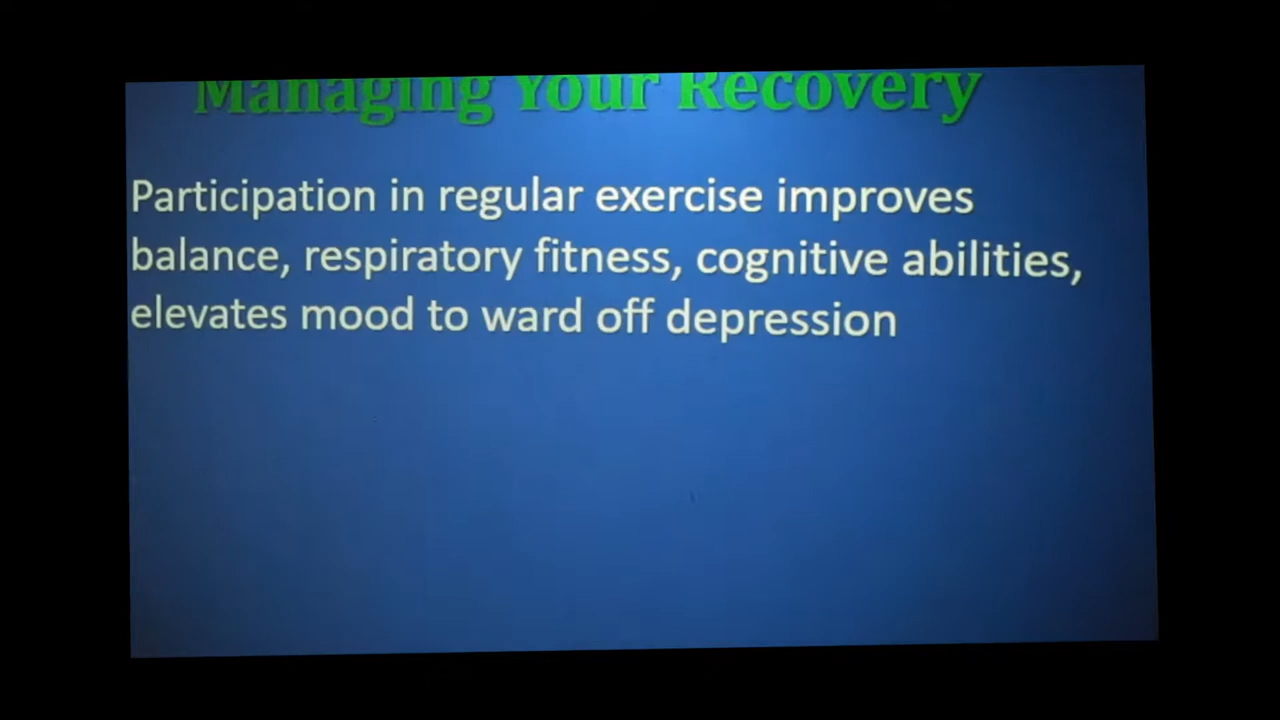 Managing Your Recovery
Participation in regular exercise improves
balance, respiratory fitness, cognitive abilities,
elevates mood to ward off depression